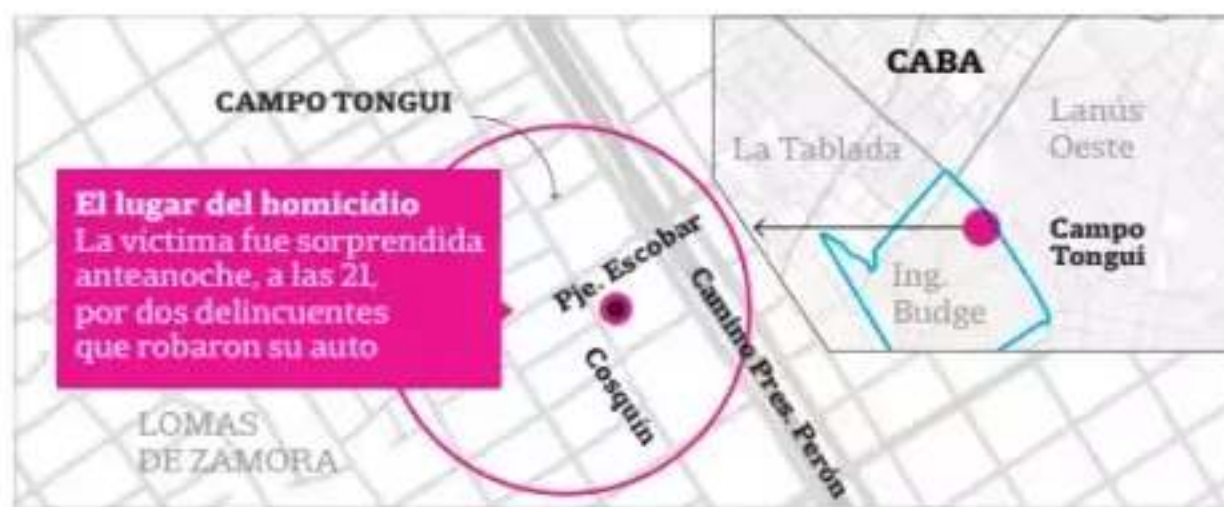 CAMPO TONGUI
El lugar del homicidio
La víctima fue sorprendida
anteanoche, a las 21,
por dos delincuentes
que robaron su auto
LOMAS
DE ZAMORA
Pje. Escobar
Cosquín
Camino Pres. Perón
CABA
La Tablada
Lanús
Oeste
Campo
Tongui
Ing.
Budge